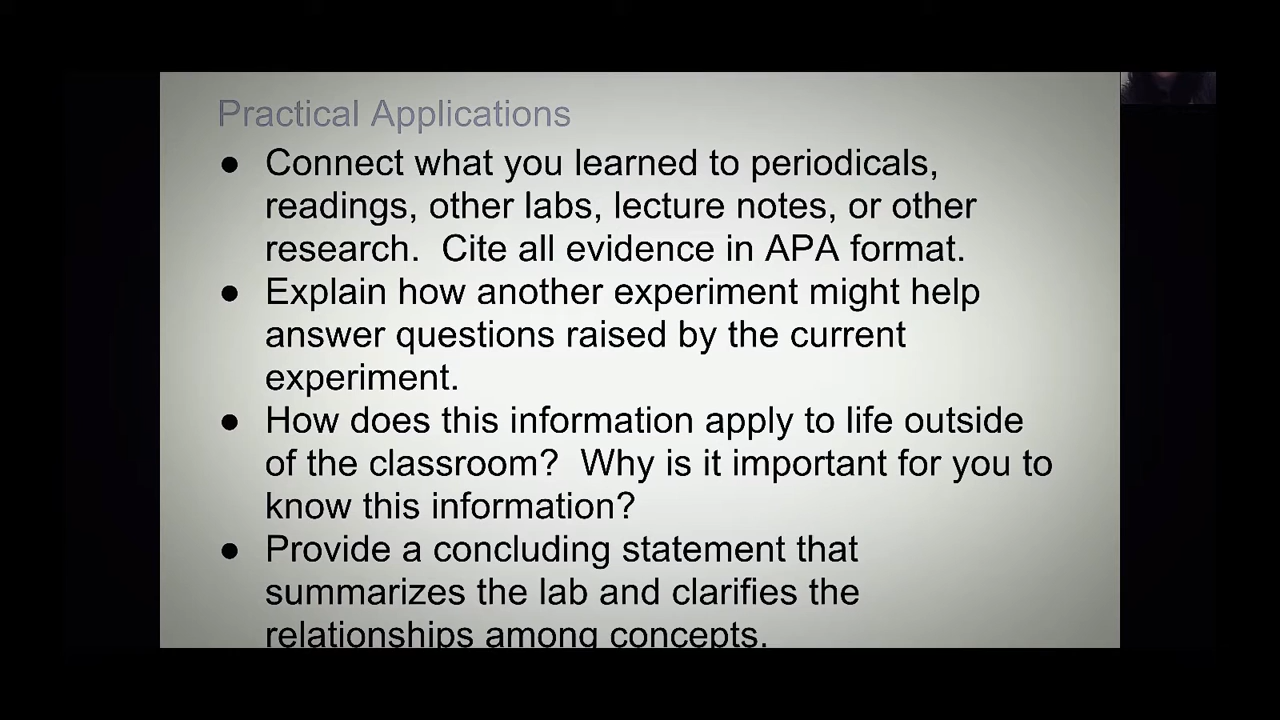 Practical Applications
● Connect what you learned to periodicals,
readings, other labs, lecture notes, or other
research.  Cite all evidence in APA format.
● Explain how another experiment might help
answer questions raised by the current
experiment.
● How does this information apply to life outside
of the classroom?  Why is it important for you to
know this information?
● Provide a concluding statement that
summarizes the lab and clarifies the
relationships among concepts.